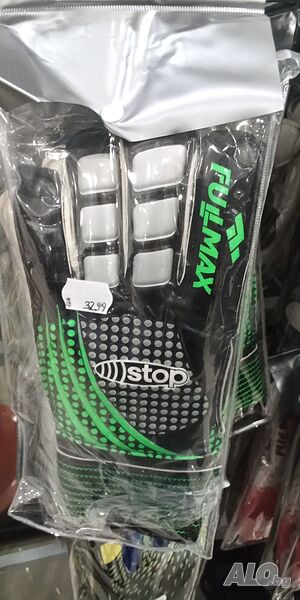 FULLMAX
32.99
stop
ALO.bg